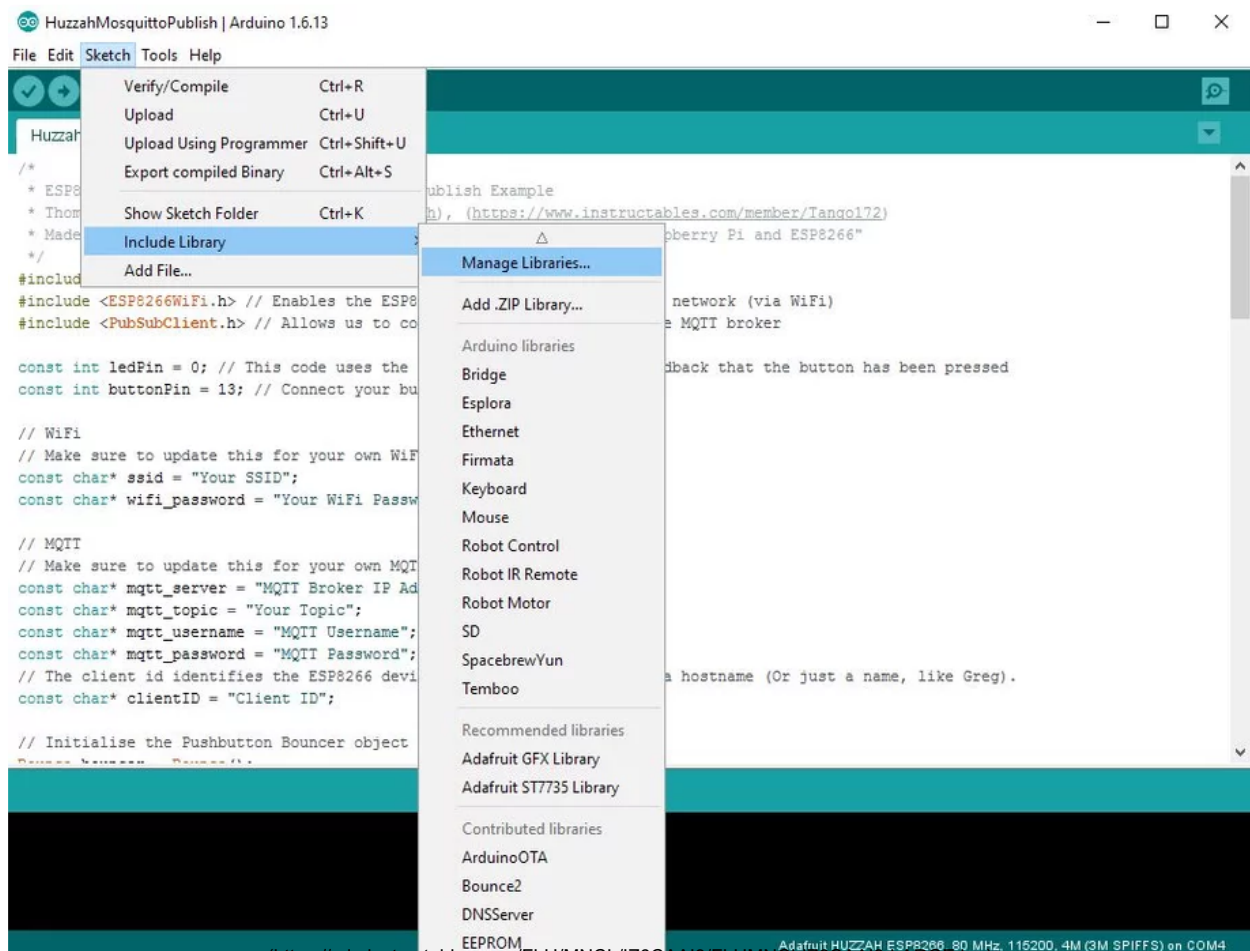 HuzzahMosquittoPublish | Arduino 1.6.13
File Edit Sketch Tools Help
Verify/Compile Ctrl+R
Upload Ctrl+U
Upload Using Programmer Ctrl+Shift+U
Export compiled Binary Ctrl+Alt+S
Show Sketch Folder Ctrl+K
Include Library
Add File...
Manage Libraries...
Add .ZIP Library...
Arduino libraries
Bridge
Esplora
Ethernet
Firmata
Keyboard
Mouse
Robot Control
Robot IR Remote
Robot Motor
SD
SpacebrewYun
Temboo
Recommended libraries
Adafruit GFX Library
Adafruit ST7735 Library
Contributed libraries
ArduinoOTA
Bounce2
DNSServer
EEPROM
Huzzah
/*
* ESP8 ublish Example
* Thom h), (https://www.instructables.com/member/Tango172)
* Made pberry Pi and ESP8266"
*/
#includ
#include <ESP8266WiFi.h> // Enables the ESP8 network (via WiFi)
#include <PubSubClient.h> // Allows us to co e MQTT broker
const int ledPin = 0; // This code uses the dback that the button has been pressed
const int buttonPin = 13; // Connect your bu
// WiFi
// Make sure to update this for your own WiF
const char* ssid = "Your SSID";
const char* wifi_password = "Your WiFi Passw
// MQTT
// Make sure to update this for your own MQT
const char* mqtt_server = "MQTT Broker IP Ad
const char* mqtt_topic = "Your Topic";
const char* mqtt_username = "MQTT Username";
const char* mqtt_password = "MQTT Password";
// The client id identifies the ESP8266 devi a hostname (Or just a name, like Greg).
const char* clientID = "Client ID";
// Initialise the Pushbutton Bouncer object
Adafruit HUZZAH ESP8266, 80 MHz, 115200, 4M (3M SPIFFS) on COM4